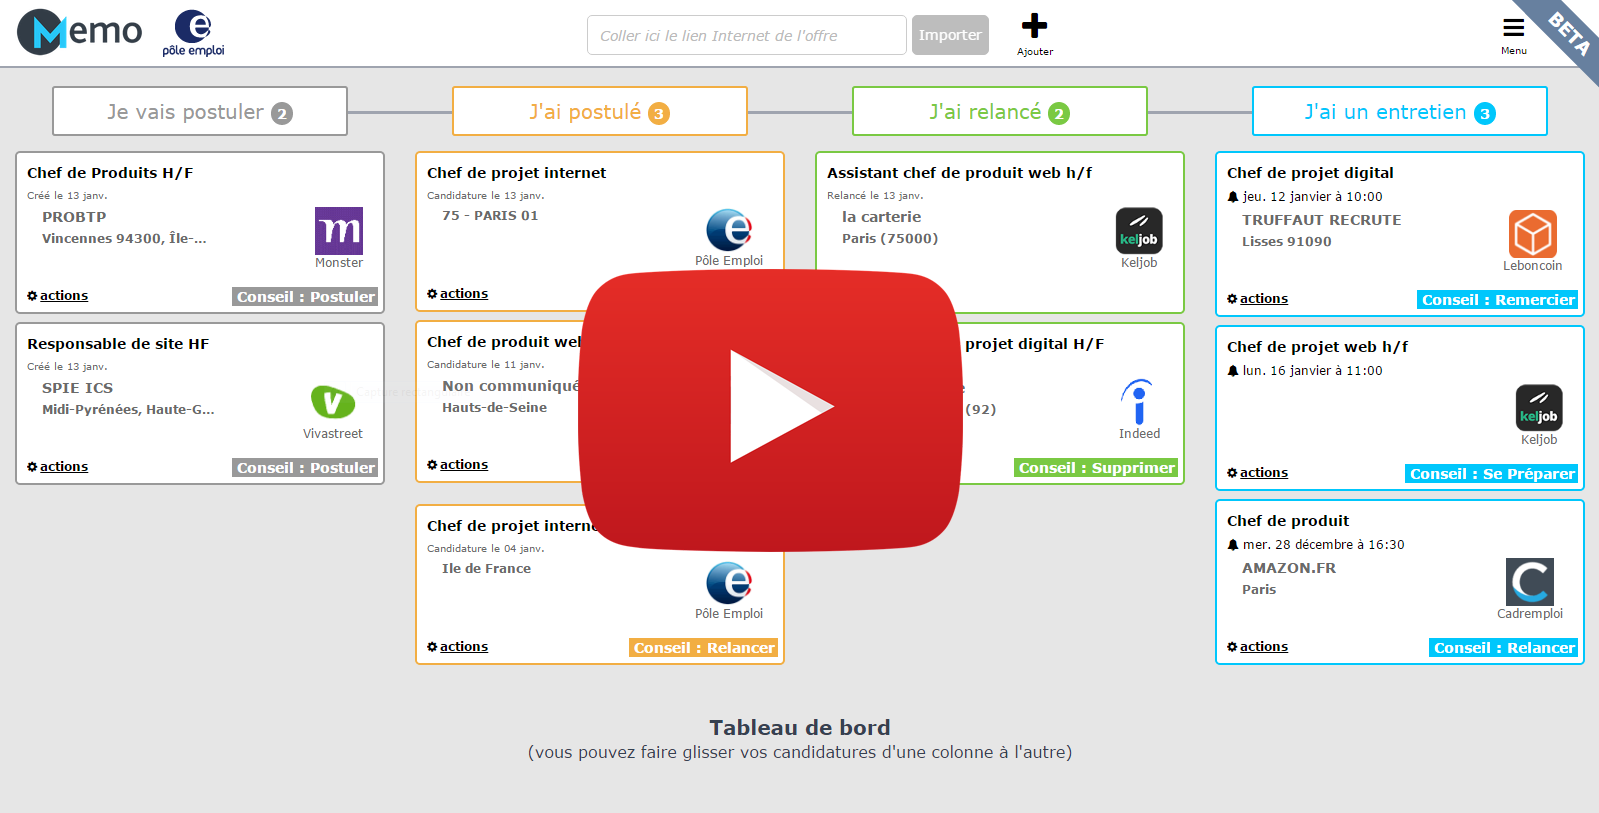 Memo
pôle emploi
Coller ici le lien Internet de l'offre
Importer
Ajouter
Menu
BETA
Je vais postuler 2
J'ai postulé 3
J'ai relancé 2
J'ai un entretien 3
Chef de Produits H/F
Créé le 13 janv.
PROBTP
Vincennes 94300, Île-...
m
Monster
actions
Conseil : Postuler
Responsable de site HF
Créé le 13 janv.
SPIE ICS
Midi-Pyrénées, Haute-G...
Vivastreet
actions
Conseil : Postuler
Chef de projet internet
Candidature le 13 janv.
75 - PARIS 01
Pôle Emploi
actions
Chef de produit web
Candidature le 11 janv.
Non communiqué
Hauts-de-Seine
actions
Chef de projet internet
Candidature le 04 janv.
Ile de France
Pôle Emploi
actions
Conseil : Relancer
Assistant chef de produit web h/f
Relancé le 13 janv.
la carterie
Paris (75000)
keljob
Keljob
projet digital H/F
(92)
Indeed
Conseil : Supprimer
Chef de projet digital
jeu. 12 janvier à 10:00
TRUFFAUT RECRUTE
Lisses 91090
Leboncoin
actions
Conseil : Remercier
Chef de projet web h/f
lun. 16 janvier à 11:00
keljob
Keljob
actions
Conseil : Se Préparer
Chef de produit
mer. 28 décembre à 16:30
AMAZON.FR
Paris
Cadremploi
actions
Conseil : Relancer
Tableau de bord
(vous pouvez faire glisser vos candidatures d'une colonne à l'autre)